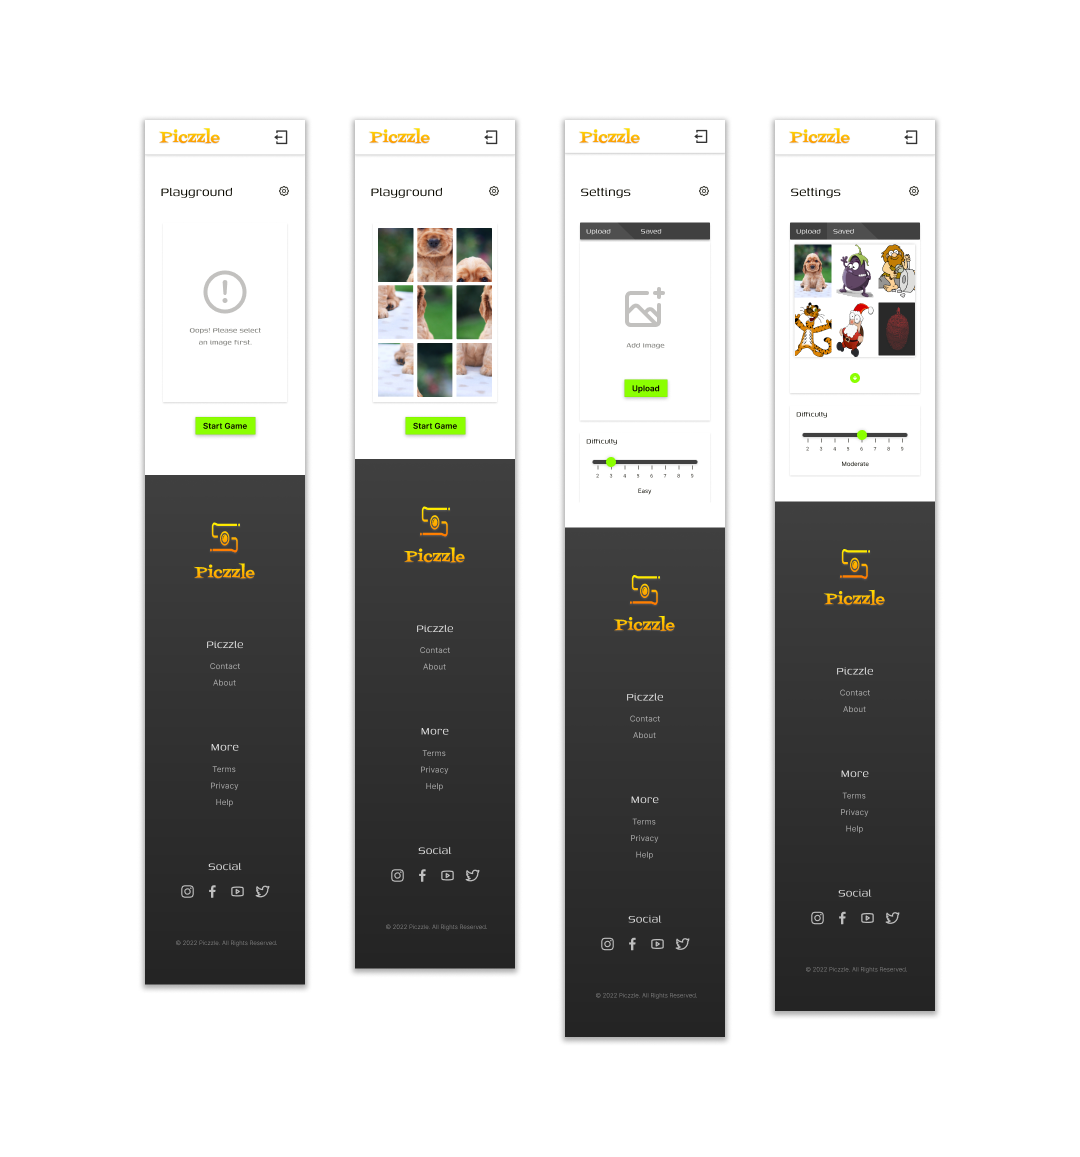 Piczzle
Playground
Oops! Please select
an image first.
Start Game
Piczzle
Piczzle
Contact
About
More
Terms
Privacy
Help
Social
© 2022 Piczzle. All Rights Reserved.
Piczzle
Playground
Start Game
Piczzle
Piczzle
Contact
About
More
Terms
Privacy
Help
Social
© 2022 Piczzle. All Rights Reserved.
Piczzle
Settings
Upload Saved
Add image
Upload
Difficulty
2 3 4 5 6 7 8 9
Easy
Piczzle
Piczzle
Contact
About
More
Terms
Privacy
Help
Social
© 2022 Piczzle. All Rights Reserved.
Piczzle
Settings
Upload Saved
Difficulty
2 3 4 5 6 7 8 9
Moderate
Piczzle
Piczzle
Contact
About
More
Terms
Privacy
Help
Social
© 2022 Piczzle. All Rights Reserved.